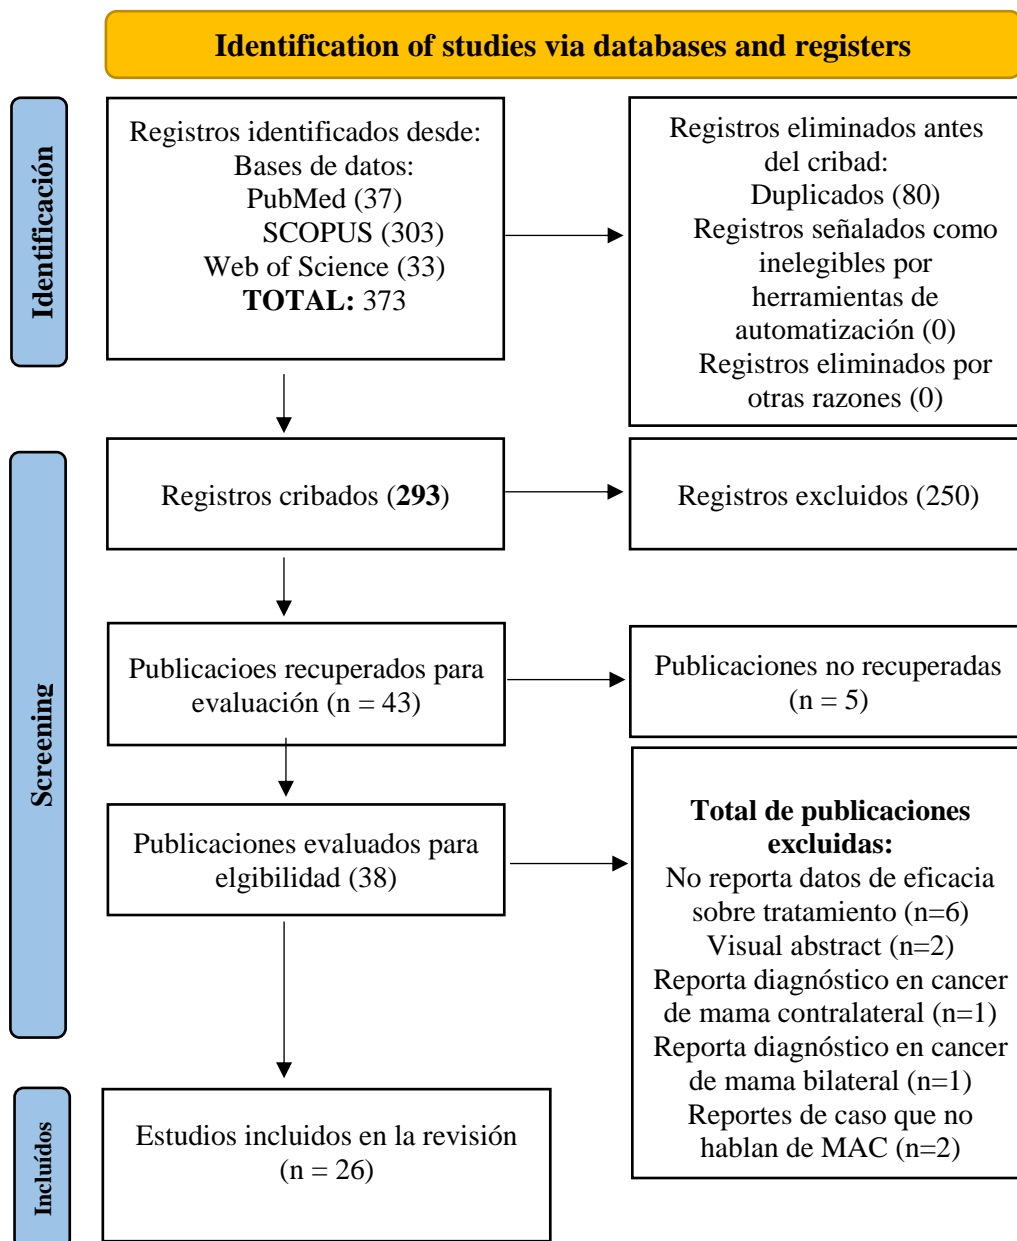 Identification of studies via databases and registers
Identificación
Registros identificados desde:
Bases de datos:
PubMed (37)
SCOPUS (303)
Web of Science (33)
TOTAL: 373
Registros eliminados antes
del cribad:
Duplicados (80)
Registros señalados como
inelegibles por
herramientas de
automatización (0)
Registros eliminados por
otras razones (0)
Screening
Registros cribados (293)
Registros excluidos (250)
Publicacioes recuperados para
evaluación (n = 43)
Publicaciones no recuperadas
(n = 5)
Publicaciones evaluados para
elgibilidad (38)
Total de publicaciones
excluidas:
No reporta datos de eficacia
sobre tratamiento (n=6)
Visual abstract (n=2)
Reporta diagnóstico en cancer
de mama contralateral (n=1)
Reporta diagnóstico en cancer
de mama bilateral (n=1)
Reportes de caso que no
hablan de MAC (n=2)
Incluídos
Estudios incluidos en la revisión
(n = 26)